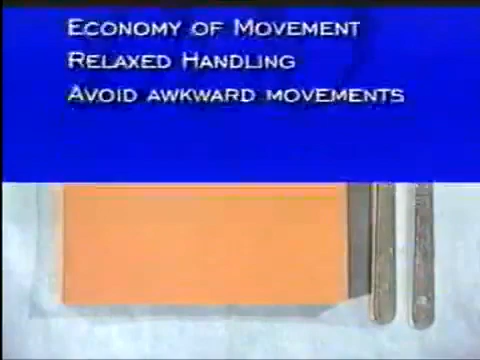 Economy of Movement
Relaxed Handling
Avoid awkward movements